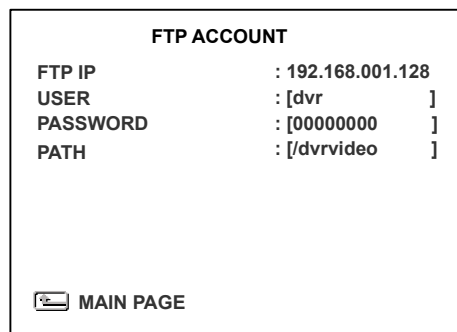 FTP ACCOUNT
FTP IP : 192.168.001.128
USER : [dvr ]
PASSWORD : [00000000 ]
PATH : [/dvrvideo ]
MAIN PAGE